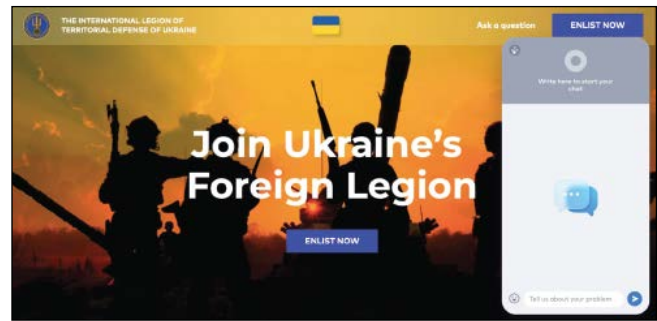 THE INTERNATIONAL LEGION OF
TERRITORIAL DEFENSE OF UKRAINE
Ask a question
ENLIST NOW
Write here to start your
chat
Join Ukraine's
Foreign Legion
ENLIST NOW
Tell us about your problem